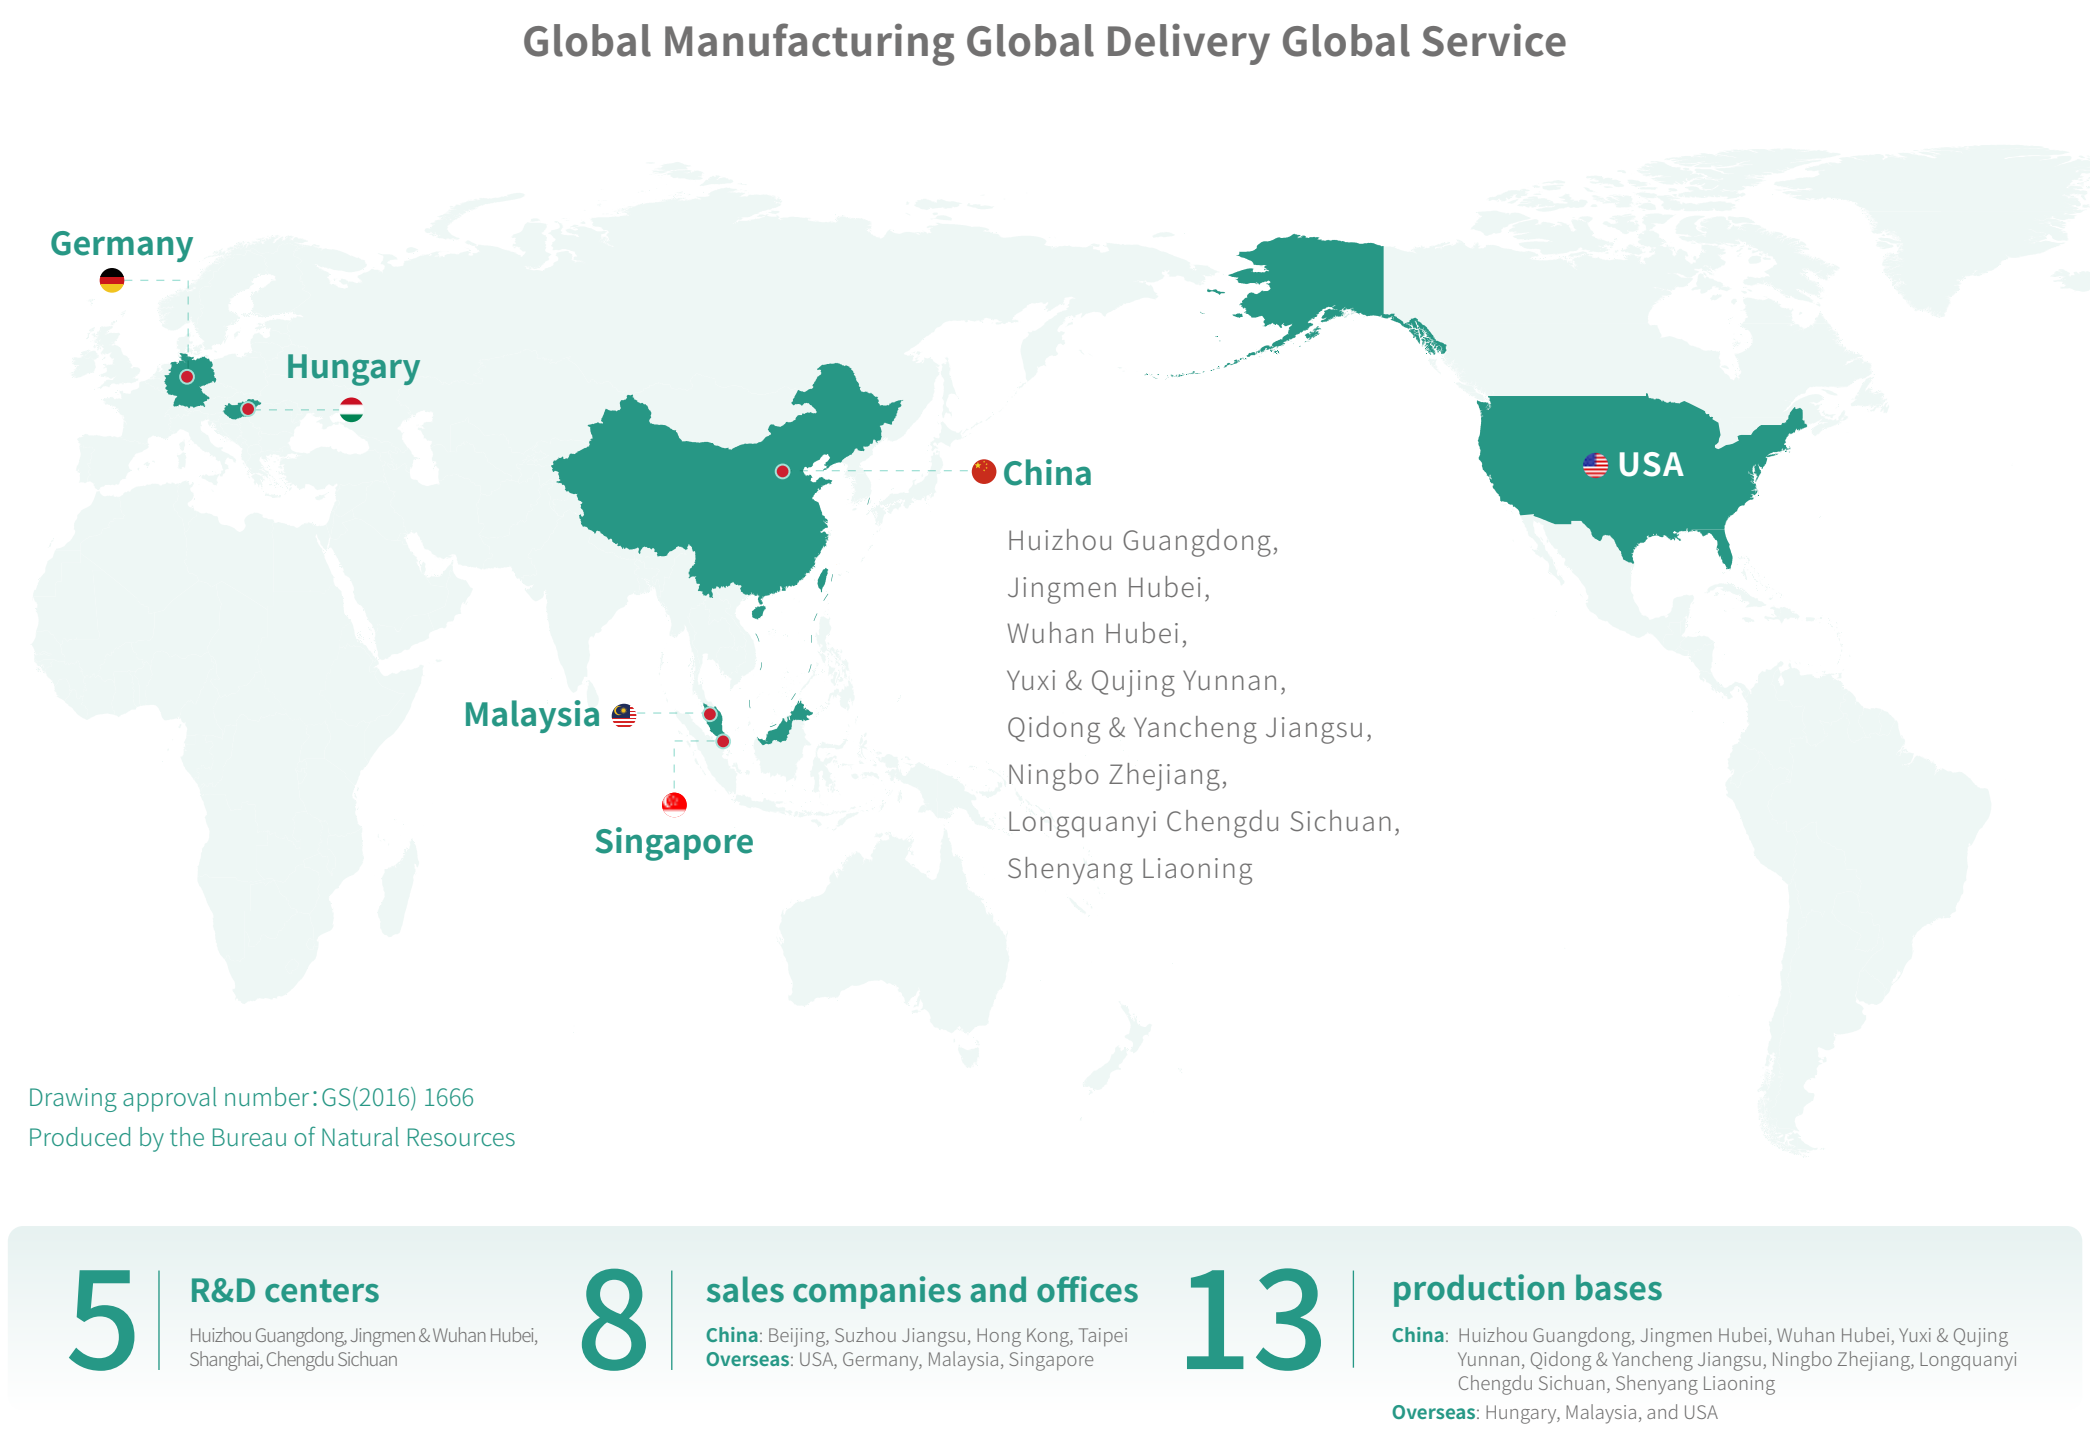 Global Manufacturing Global Delivery Global Service
Germany
Hungary
China
USA
Huizhou Guangdong,
Jingmen Hubei,
Wuhan Hubei,
Yuxi & Qujing Yunnan,
Qidong & Yancheng Jiangsu,
Ningbo Zhejiang,
Longquanyi Chengdu Sichuan,
Shenyang Liaoning
Malaysia
Singapore
Drawing approval number：GS(2016) 1666
Produced by the Bureau of Natural Resources
5
R&D centers
Huizhou Guangdong, Jingmen & Wuhan Hubei,
Shanghai, Chengdu Sichuan
8
sales companies and offices
China: Beijing, Suzhou Jiangsu, Hong Kong, Taipei
Overseas: USA, Germany, Malaysia, Singapore
13
production bases
China: Huizhou Guangdong, Jingmen Hubei, Wuhan Hubei, Yuxi & Qujing
Yunnan, Qidong & Yancheng Jiangsu, Ningbo Zhejiang, Longquanyi
Chengdu Sichuan, Shenyang Liaoning
Overseas: Hungary, Malaysia, and USA